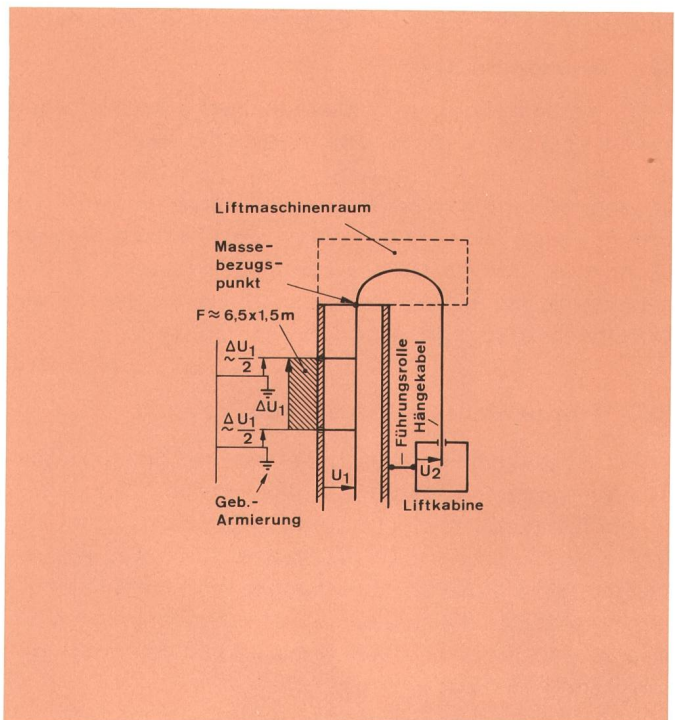 Liftmaschinenraum
Masse-
bezugs-
punkt
F ≈ 6,5x1,5m
~ ΔU1/2
ΔU1
~ ΔU1/2
Führungsrolle
Hängekabel
U1
U2
Geb.-
Armierung
Liftkabine